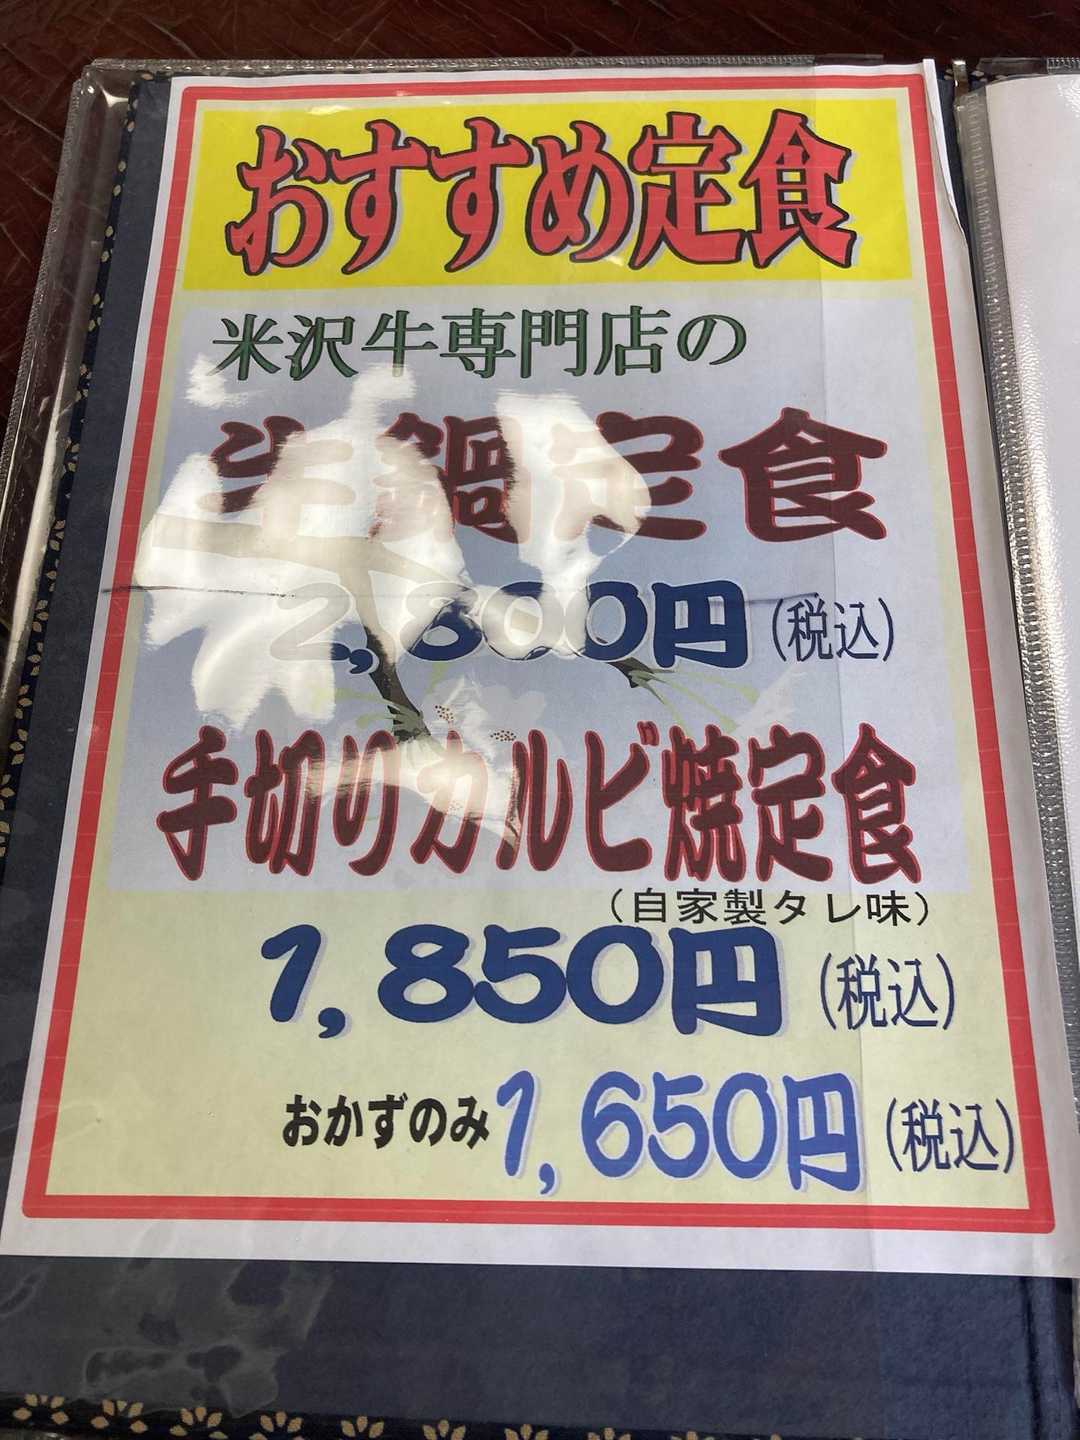 おすすめ定食
米沢牛専門店の
牛鍋定食
2,800円(税込)
手切りカルビ焼定食
(自家製タレ味)
1,850円(税込)
おかずのみ1,650円(税込)